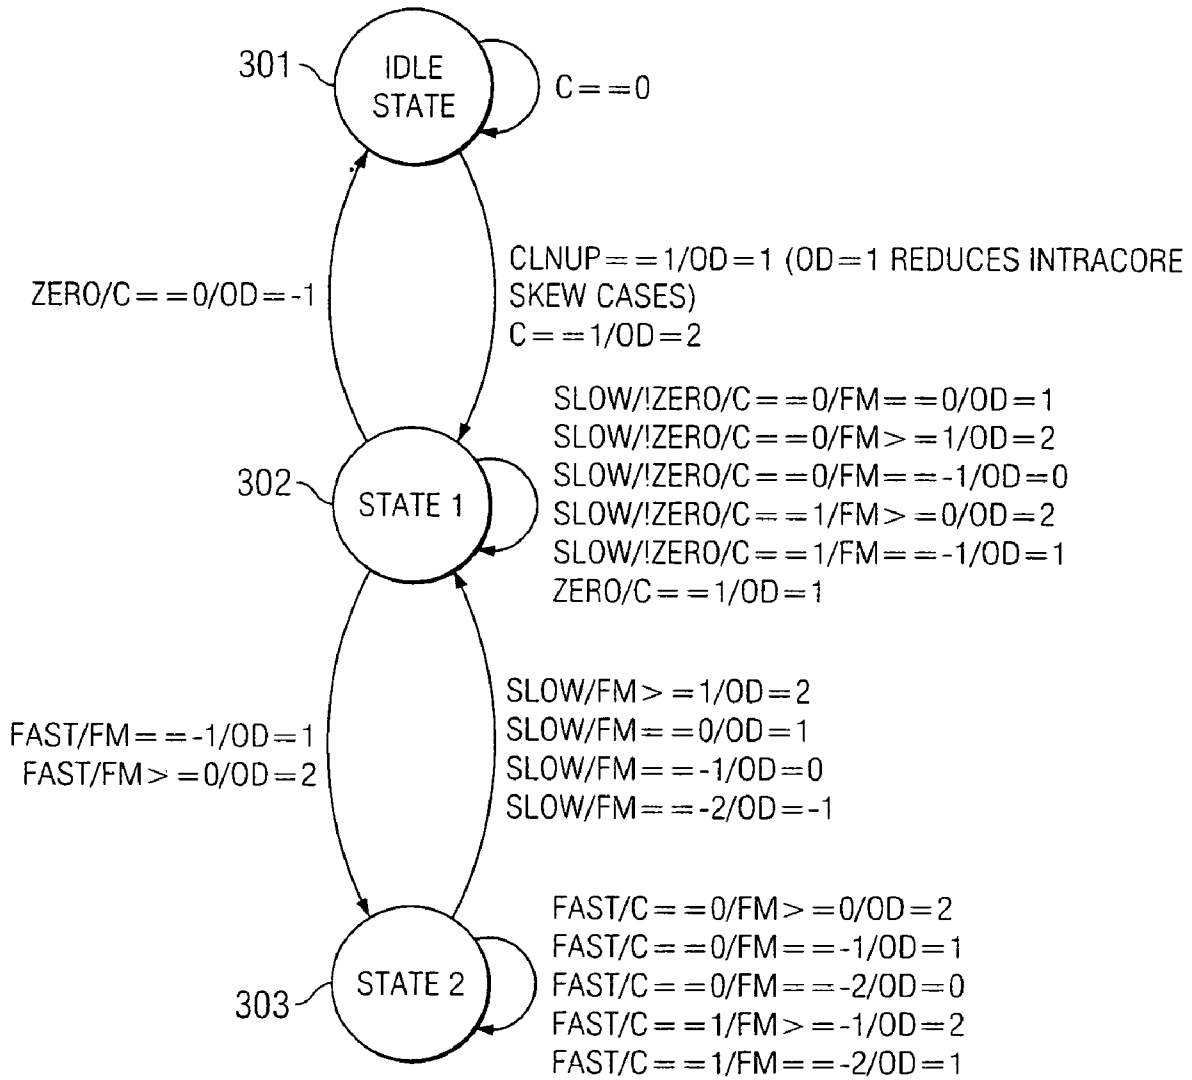 301
IDLE
STATE
C==0
ZERO/C==0/OD=-1
CLNUP==1/OD=1 (OD=1 REDUCES INTRACORE
SKEW CASES)
C==1/OD=2
302
STATE 1
SLOW/!ZERO/C==0/FM==0/OD=1
SLOW/!ZERO/C==0/FM>=1/OD=2
SLOW/!ZERO/C==0/FM==-1/OD=0
SLOW/!ZERO/C==1/FM>=0/OD=2
SLOW/!ZERO/C==1/FM==-1/OD=1
ZERO/C==1/OD=1
FAST/FM==-1/OD=1
FAST/FM>=0/OD=2
SLOW/FM>=1/OD=2
SLOW/FM==0/OD=1
SLOW/FM==-1/OD=0
SLOW/FM==-2/OD=-1
303
STATE 2
FAST/C==0/FM>=0/OD=2
FAST/C==0/FM==-1/OD=1
FAST/C==0/FM==-2/OD=0
FAST/C==1/FM>=-1/OD=2
FAST/C==1/FM==-2/OD=1